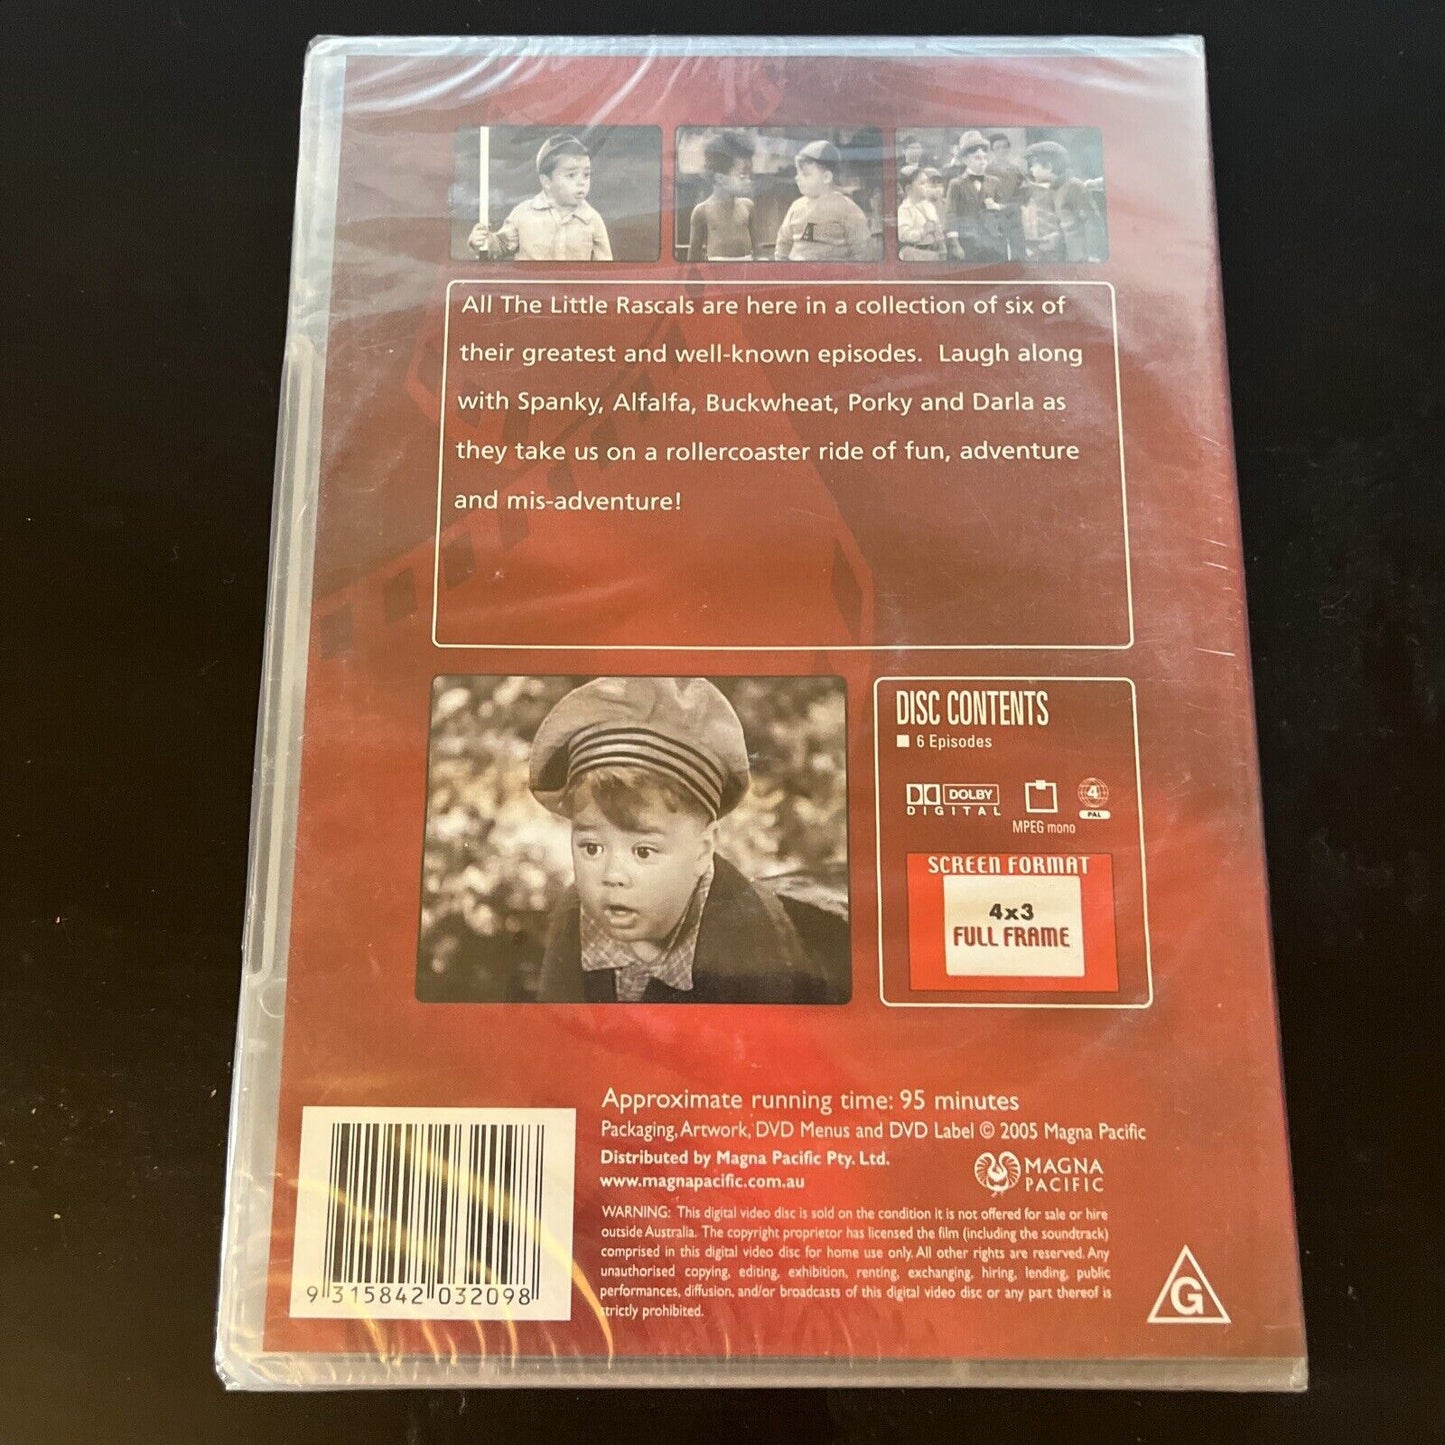 All The Little Rascals are here in a collection of six of
their greatest and well-known episodes. Laugh along
with Spanky, Alfalfa, Buckwheat, Porky and Darla as
they take us on a rollercoaster ride of fun, adventure
and mis-adventure!
A
DISC CONTENTS
6 Episodes
DOLBY
DIGITAL
MPEG mono
4
PAL
SCREEN FORMAT
4x3
FULL FRAME
Approximate running time: 95 minutes
Packaging, Artwork, DVD Menus and DVD Label © 2005 Magna Pacific
Distributed by Magna Pacific Pty. Ltd.
www.magnapacific.com.au
MAGNA
PACIFIC
WARNING: This digital video disc is sold on the condition it is not offered for sale or hire
outside Australia. The copyright proprietor has licensed the film (including the soundtrack)
comprised in this digital video disc for home use only. All other rights are reserved. Any
unauthorised copying, editing, exhibition, renting, exchanging, hiring, lending, public
performances, diffusion, and/or broadcasts of this digital video disc or any part thereof is
strictly prohibited.
G
9 315842 032098